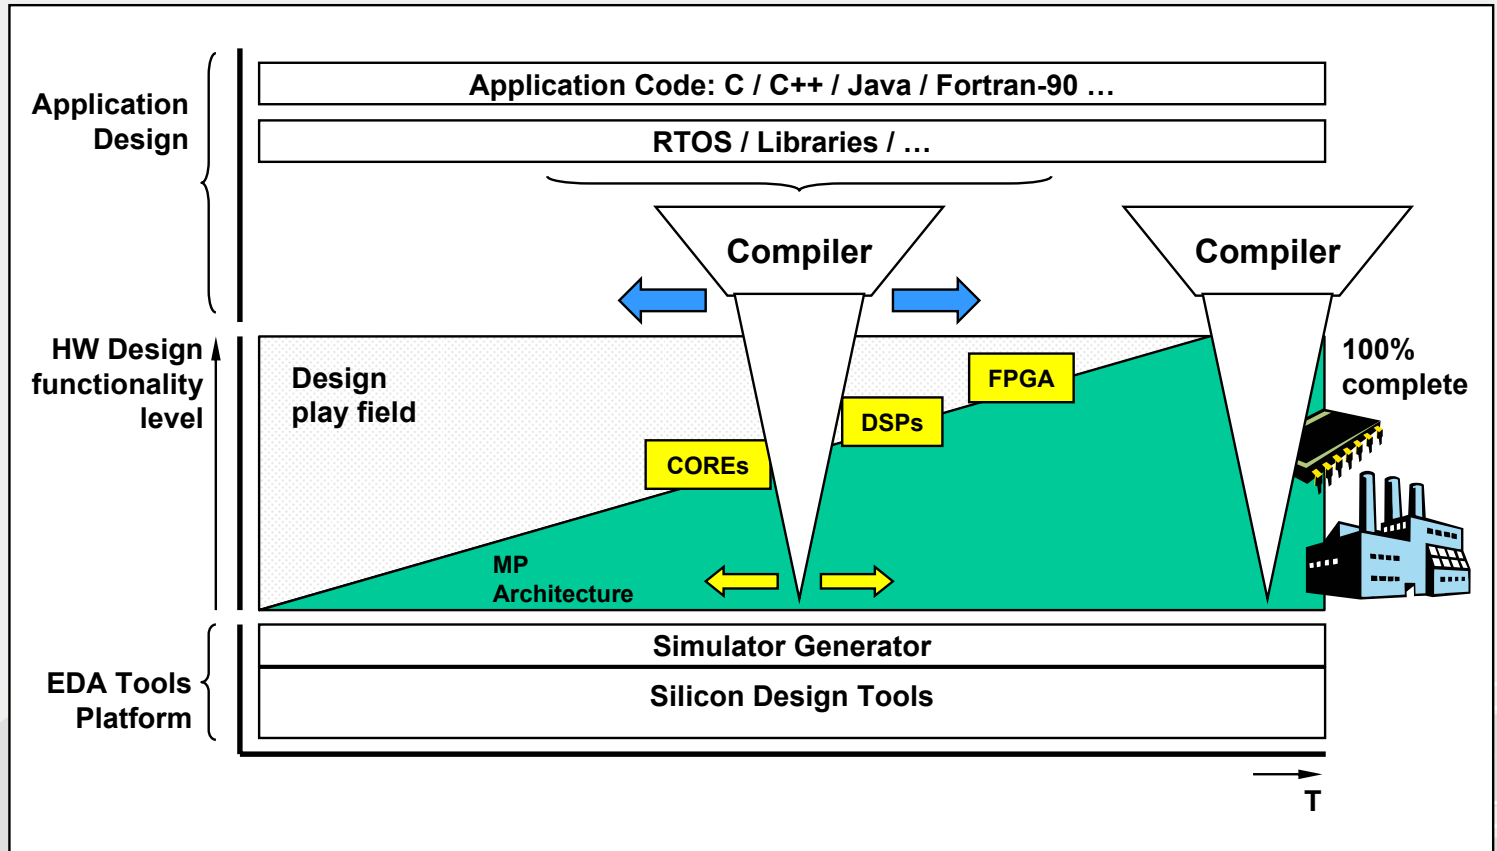 Application Code: C / C++ / Java / Fortran-90 …
Application
Design
RTOS / Libraries / …
Compiler
Compiler
HW Design
functionality
level
Design
play field
100%
complete
FPGA
DSPs
COREs
MP
Architecture
Simulator Generator
EDA Tools
Platform
Silicon Design Tools
T